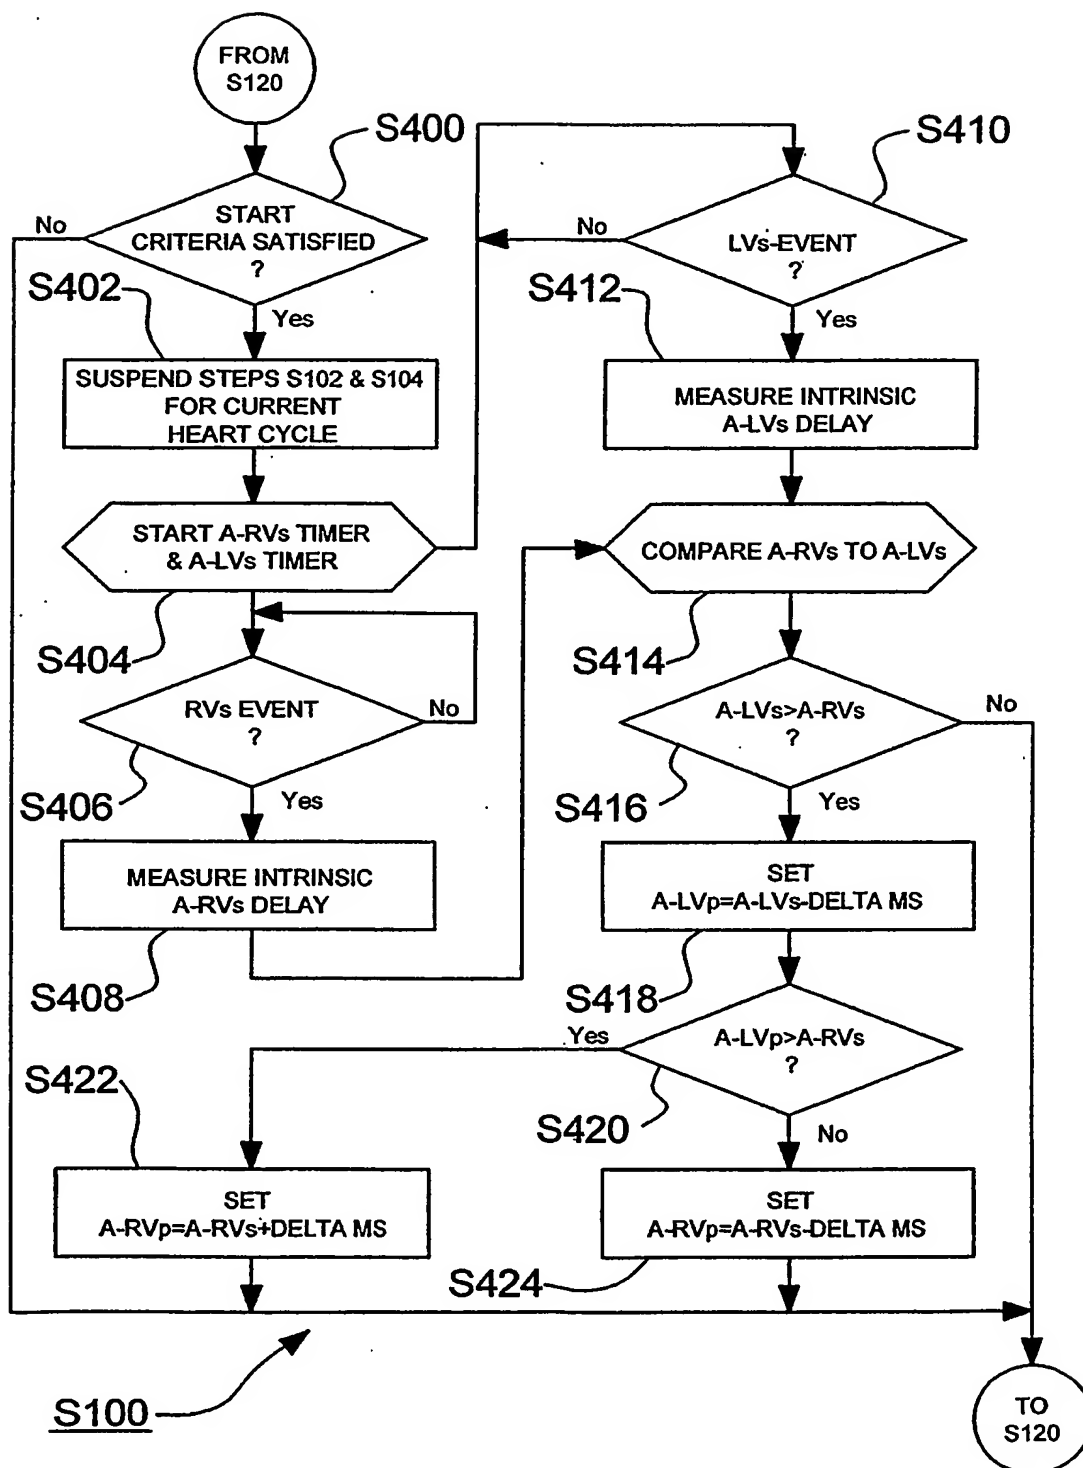 FROM
S120
S400
START
CRITERIA SATISFIED
?
No
Yes
S402
SUSPEND STEPS S102 & S104
FOR CURRENT
HEART CYCLE
START A-RVs TIMER
& A-LVs TIMER
S404
RVs EVENT
?
No
S406
Yes
MEASURE INTRINSIC
A-RVs DELAY
S408
S410
LVs-EVENT
?
No
Yes
S412
MEASURE INTRINSIC
A-LVs DELAY
COMPARE A-RVs TO A-LVs
S414
A-LVs>A-RVs
?
No
S416
Yes
SET
A-LVp=A-LVs-DELTA MS
S418
A-LVp>A-RVs
?
Yes
S420
No
S422
SET
A-RVp=A-RVs+DELTA MS
SET
A-RVp=A-RVs-DELTA MS
S424
S100
TO
S120